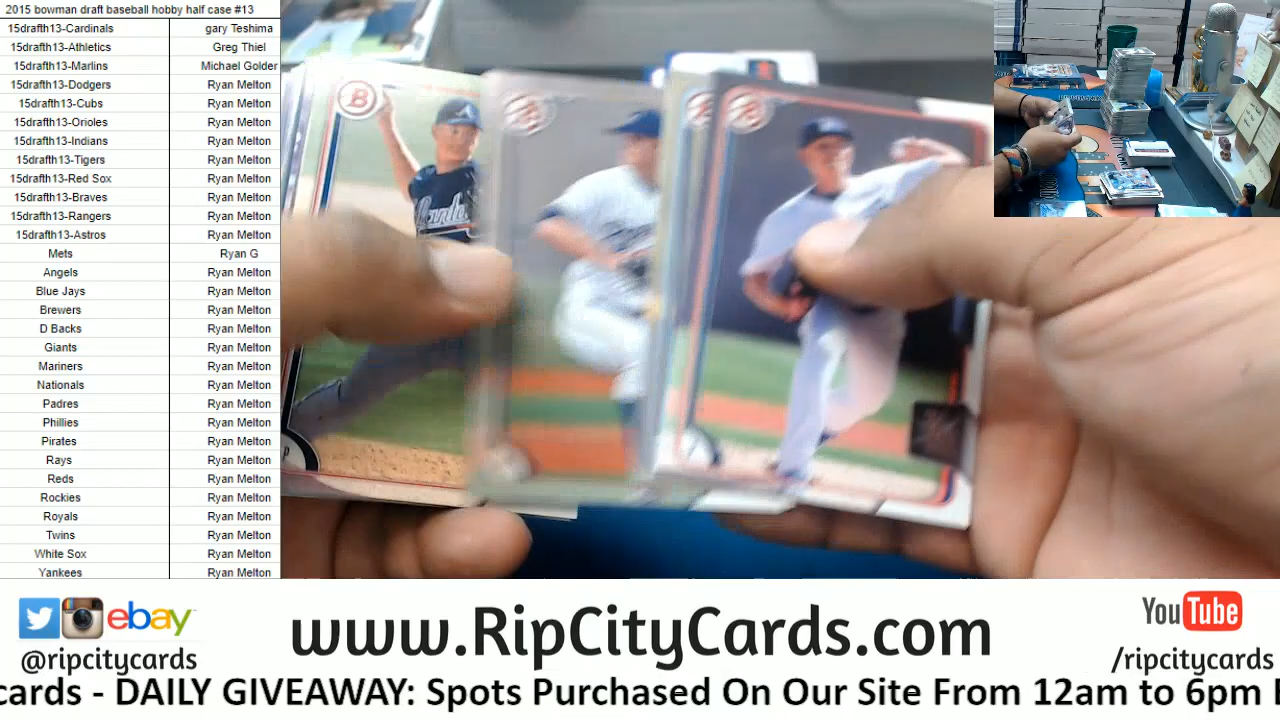 2015 bowman draft baseball hobby half case #13
15drafth13-Cardinals gary Teshima
15drafth13-Athletics Greg Thiel
15drafth13-Marlins Michael Golder
15drafth13-Dodgers Ryan Melton
15drafth13-Cubs Ryan Melton
15drafth13-Orioles Ryan Melton
15drafth13-Indians Ryan Melton
15drafth13-Tigers Ryan Melton
15drafth13-Red Sox Ryan Melton
15drafth13-Braves Ryan Melton
15drafth13-Rangers Ryan Melton
15drafth13-Astros Ryan Melton
Mets Ryan G
Angels Ryan Melton
Blue Jays Ryan Melton
Brewers Ryan Melton
D Backs Ryan Melton
Giants Ryan Melton
Mariners Ryan Melton
Nationals Ryan Melton
Padres Ryan Melton
Phillies Ryan Melton
Pirates Ryan Melton
Rays Ryan Melton
Reds Ryan Melton
Rockies Ryan Melton
Royals Ryan Melton
Twins Ryan Melton
White Sox Ryan Melton
Yankees Ryan Melton
B
B
ebay
@ripcitycards
www.RipCityCards.com
YouTube
/ripcitycards
cards - DAILY GIVEAWAY: Spots Purchased On Our Site From 12am to 6pm